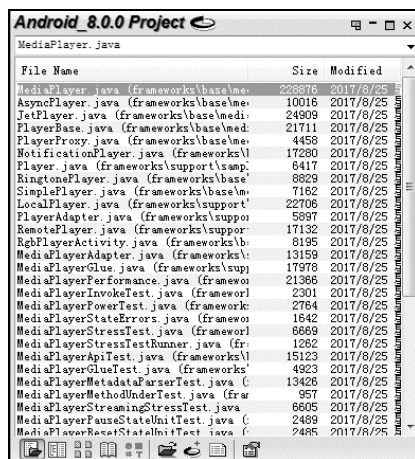 Android_8.0.0 Project
MediaPlayer.java
File Name Size Modified
MediaPlayer.java (frameworks\base\me 228876 2017/8/25
AsyncPlayer.java (frameworks\base\me 10016 2017/8/25
JetPlayer.java (frameworks\base\medi 24909 2017/8/25
PlayerBase.java (frameworks\base\med 21711 2017/8/25
PlayerProxy.java (frameworks\base\me 4458 2017/8/25
NotificationPlayer.java (frameworks\ 17280 2017/8/25
Player.java (frameworks\support\samp 6417 2017/8/25
RingtonePlayer.java (frameworks\base 8829 2017/8/25
SimplePlayer.java (frameworks\base\m 7162 2017/8/25
LocalPlayer.java (frameworks\support 22706 2017/8/25
PlayerAdapter.java (frameworks\suppo 5897 2017/8/25
RemotePlayer.java (frameworks\suppor 17132 2017/8/25
RgbPlayerActivity.java (frameworks\b 8195 2017/8/25
MediaPlayerAdapter.java (frameworks\ 13159 2017/8/25
MediaPlayerGlue.java (frameworks\sup 17978 2017/8/25
MediaPlayerPerformance.java (framewo 21366 2017/8/25
MediaPlayerInvokeTest.java (framewor 2301 2017/8/25
MediaPlayerPowerTest.java (framework 2764 2017/8/25
MediaPlayerStateErrors.java (framewo 1642 2017/8/25
MediaPlayerStressTest.java (framewor 6669 2017/8/25
MediaPlayerStressTestRunner.java (fr 1262 2017/8/25
MediaPlayerApiTest.java (frameworks\ 15123 2017/8/25
MediaPlayerGlueTest.java (frameworks 4923 2017/8/25
MediaPlayerMetadataParserTest.java ( 13426 2017/8/25
MediaPlayerMethodUnderTest.java (fra 957 2017/8/25
MediaPlayerStreamingStressTest.java 6605 2017/8/25
MediaPlayerPauseStateUnitTest.java ( 2489 2017/8/25
MediaPlayerResetStateUnitTest.java ( 2485 2017/8/25